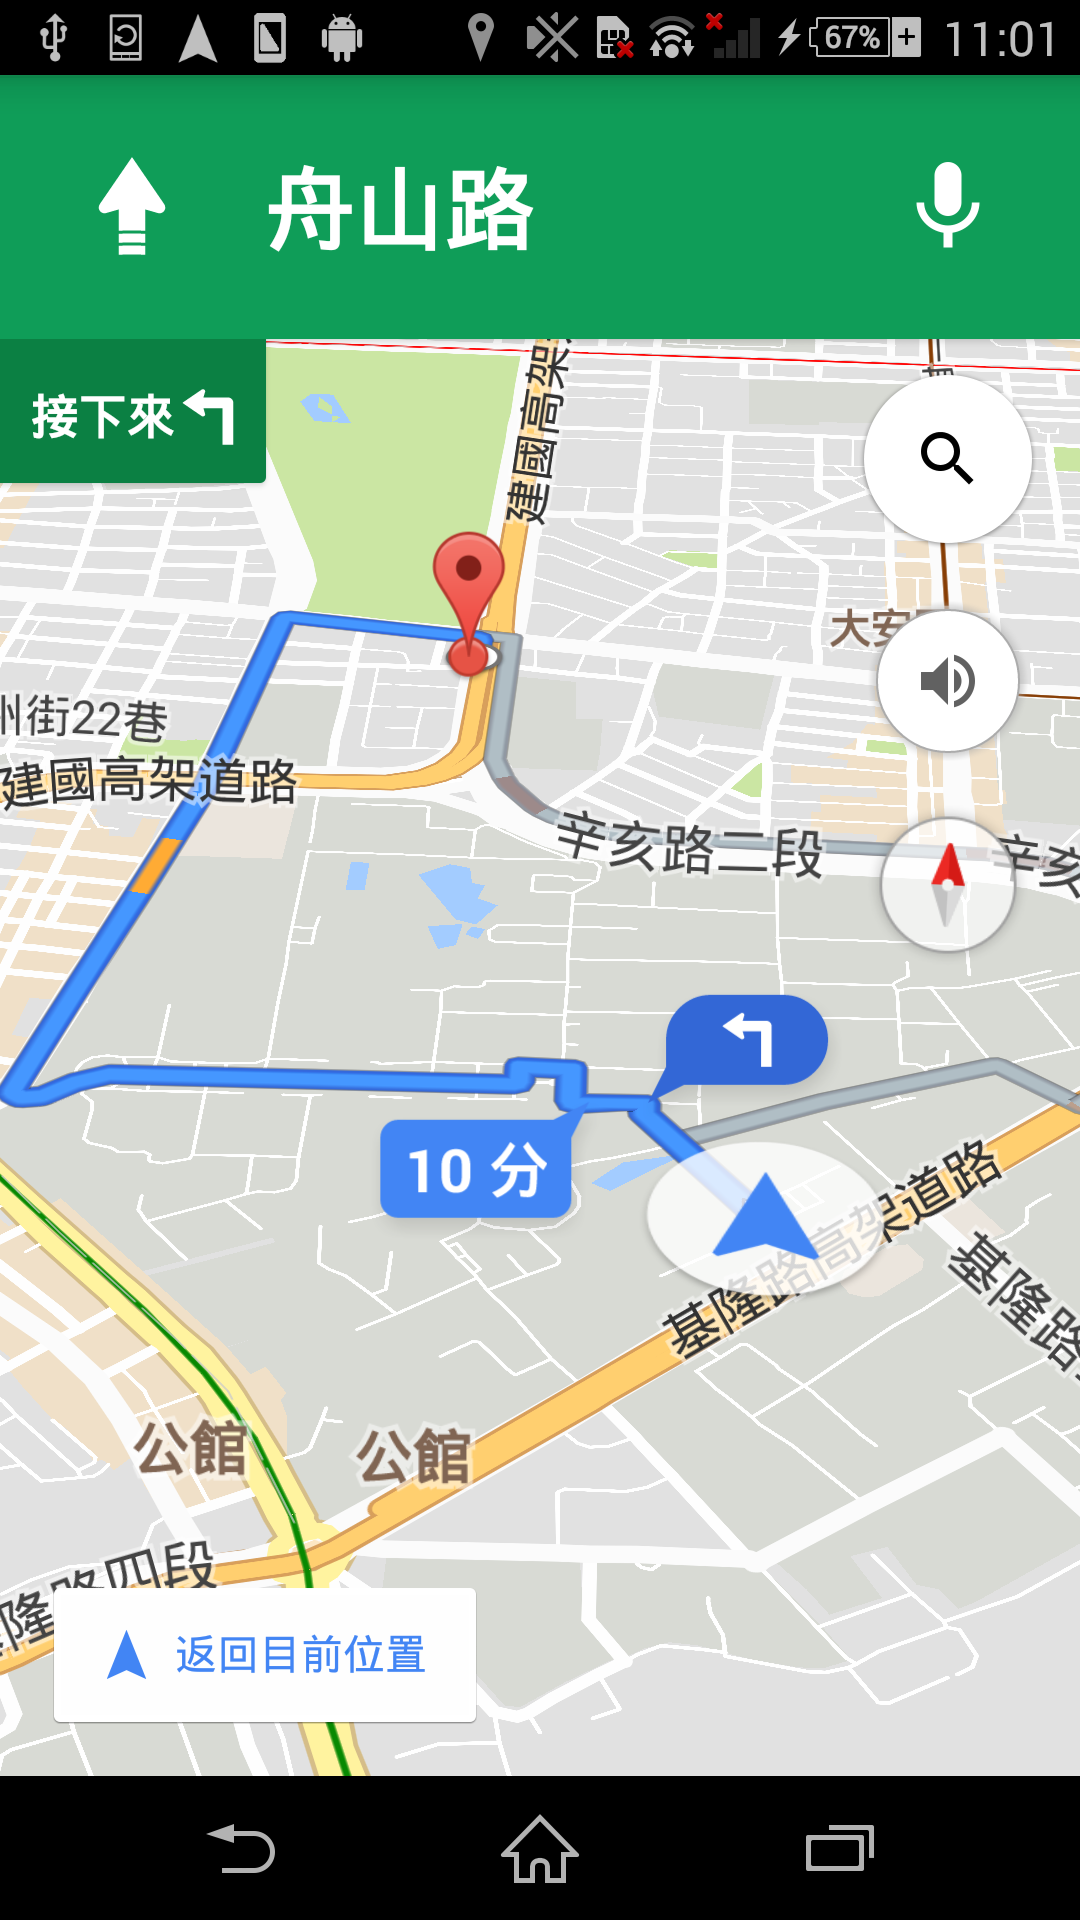 67%
11:01
舟山路
接下來
建國高架
大安
州街22巷
建國高架道路
辛亥路二段
辛亥
10 分
基隆路高架道路
基隆路
公館
公館
基隆路四段
返回目前位置